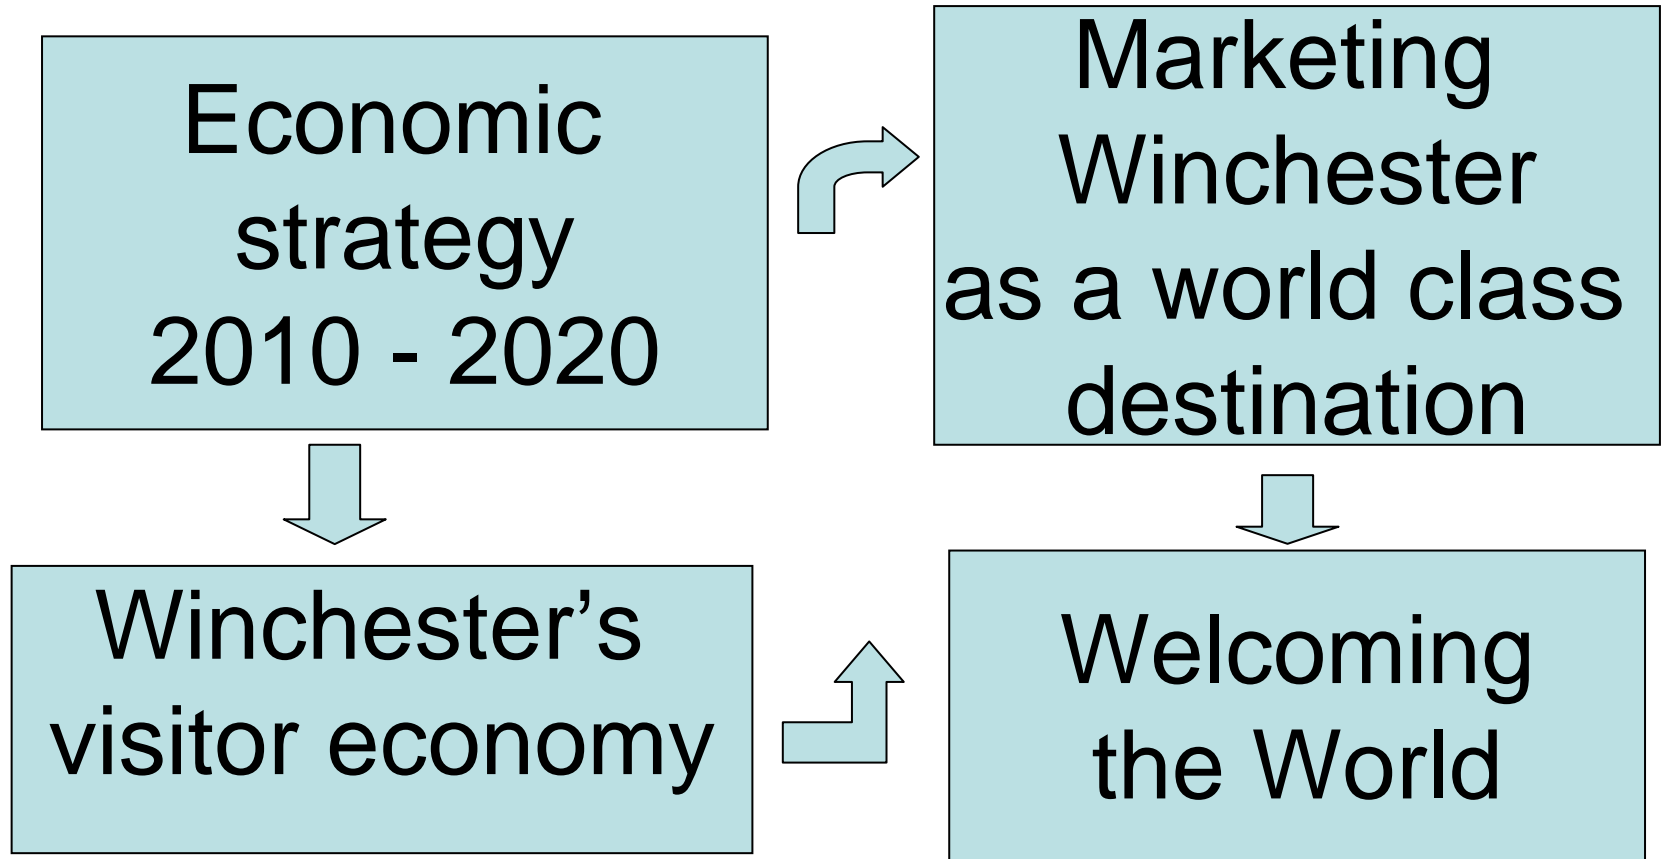 Economic
strategy
2010 - 2020
Marketing
Winchester
as a world class
destination
Winchester’s
visitor economy
Welcoming
the World